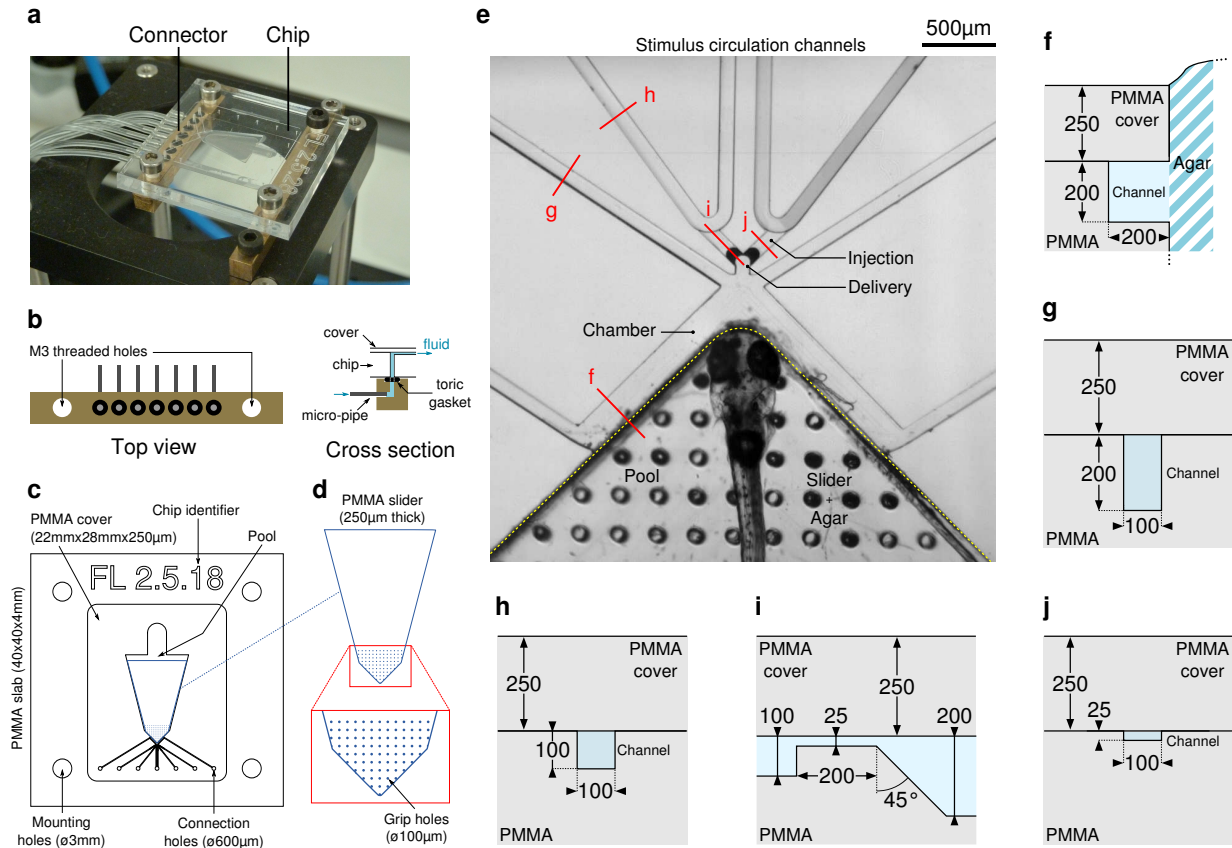 a
Connector
Chip
FL 2.5.18
b
M3 threaded holes
Top view
cover
fluid
chip
toric
gasket
micro-pipe
Cross section
c
Chip identifier
PMMA cover
(22mmx28mmx250µm)
Pool
FL 2.5.18
PMMA slab (40x40x4mm)
Mounting
holes (ø3mm)
Connection
holes (ø600µm)
d
PMMA slider
(250µm thick)
Grip holes
(ø100µm)
e
500µm
Stimulus circulation channels
h
g
i
j
Injection
Delivery
Chamber
f
Pool
Slider
+
Agar
f
PMMA
cover
250
Agar
200
Channel
200
PMMA
g
PMMA
cover
250
200
Channel
100
PMMA
h
PMMA
cover
250
100
Channel
100
PMMA
i
PMMA
cover
250
100
25
200
200
45°
PMMA
j
PMMA
cover
250
25
Channel
100
PMMA